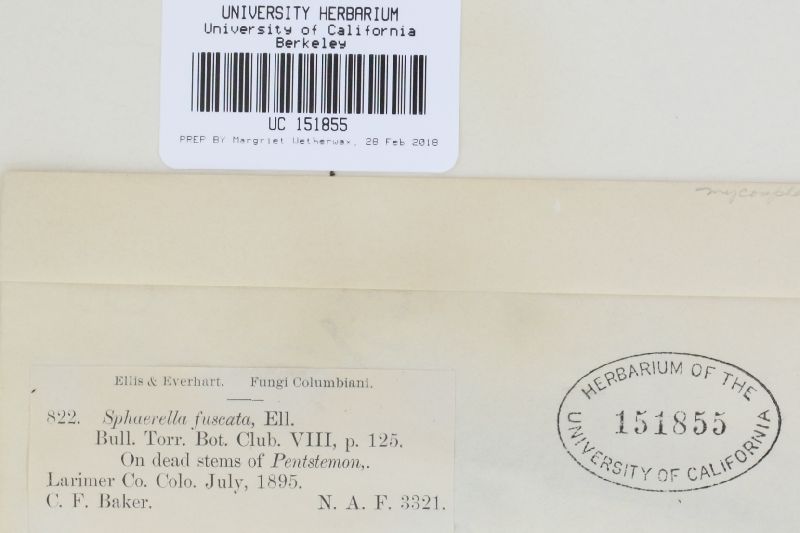 UNIVERSITY HERBARIUM
University of California
Berkeley
UC 151855
PREP BY Margriet Wetherwax, 28 Feb 2018
Ellis & Everhart. Fungi Columbiani.
822. Sphaerella fuscata, Ell.
Bull. Torr. Bot. Club. VIII, p. 125.
On dead stems of Pentstemon,.
Larimer Co. Colo. July, 1895.
C. F. Baker. N. A. F. 3321.
HERBARIUM OF THE
151855
UNIVERSITY OF CALIFORNIA